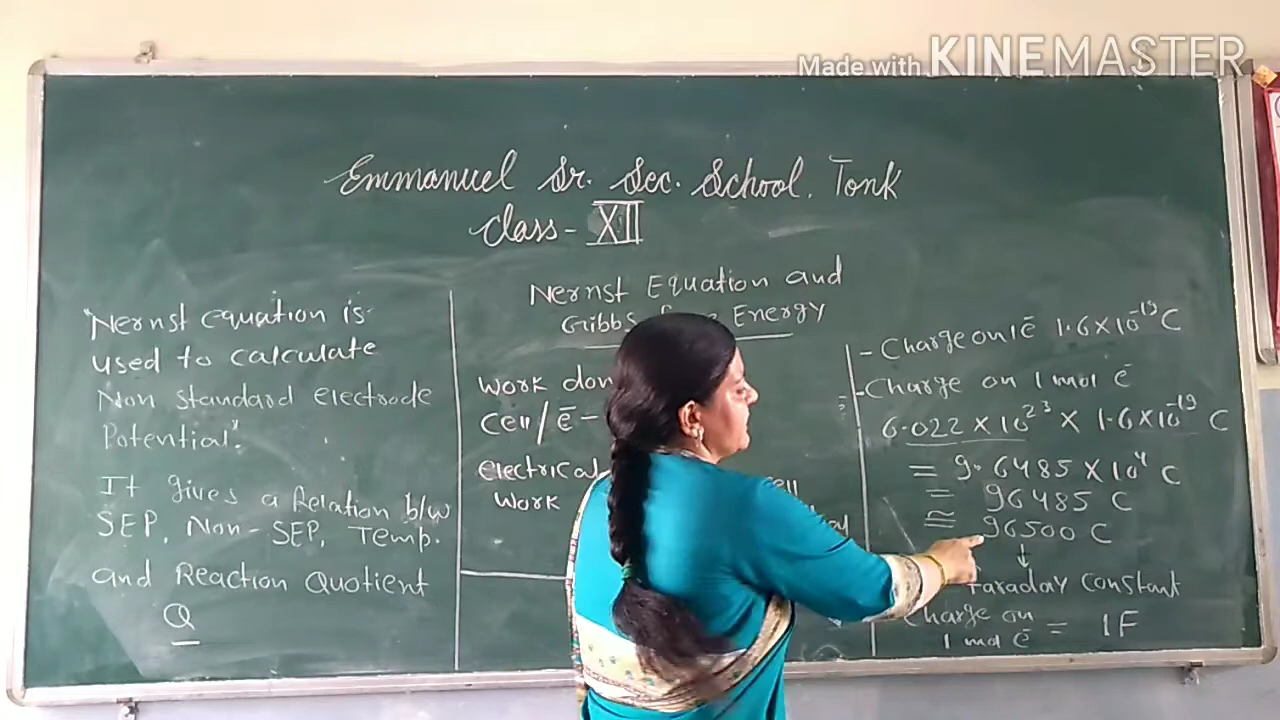 Made with KINEMASTER
Emmanuel Sr. Sec. School. Tonk
Class - XII
"Nernst equation is
used to calculate
Non standard electrode
Potential".
It gives a Relation b/w
SEP, Non-SEP, Temp.
and Reaction Quotient
Q
Nernst Equation and
Gibbs Energy
Work
Cell/ē -
electrical
Work
- Charge on 1ē 1.6×10⁻¹⁹C
- Charge on 1 mol ē
6.022 × 10²³ × 1.6×10⁻¹⁹ C
= 9.6485 × 10⁴ C
= 96485 C
≅ 96500 C
↓
Faraday Constant
Charge on
1 mol ē = 1F